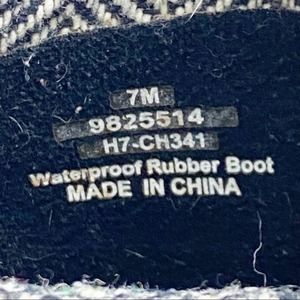 7M
9825514
H7-CH341
Waterproof Rubber Boot
MADE IN CHINA